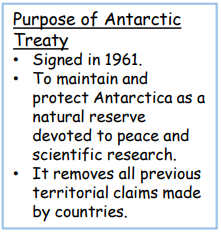 Purpose of Antarctic
Treaty
• Signed in 1961.
• To maintain and
protect Antarctica as a
natural reserve
devoted to peace and
scientific research.
• It removes all previous
territorial claims made
by countries.